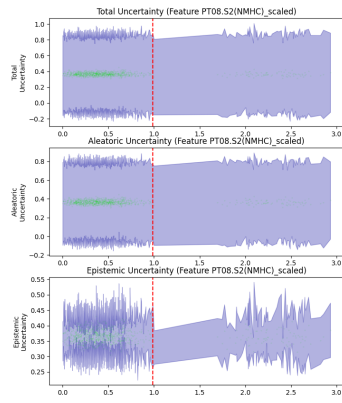 Total Uncertainty (Feature PT08.S2(NMHC)_scaled)
Total
Uncertainty
1.0
0.8
0.6
0.4
0.2
0.0
−0.2
0.0 0.5 1.0 1.5 2.0 2.5 3.0
Aleatoric Uncertainty (Feature PT08.S2(NMHC)_scaled)
Aleatoric
Uncertainty
0.8
0.6
0.4
0.2
0.0
−0.2
0.0 0.5 1.0 1.5 2.0 2.5 3.0
Epistemic Uncertainty (Feature PT08.S2(NMHC)_scaled)
Epistemic
Uncertainty
0.55
0.50
0.45
0.40
0.35
0.30
0.25
0.0 0.5 1.0 1.5 2.0 2.5 3.0